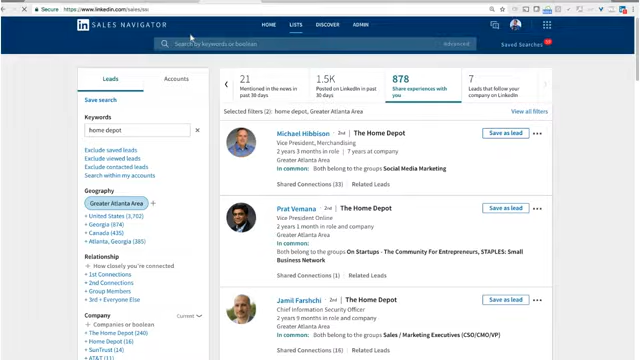 Secure https://www.linkedin.com/sales/ssi
in SALES NAVIGATOR
HOME LISTS DISCOVER ADMIN
Search by keywords or boolean
Advanced
Saved Searches
Leads Accounts
Save search
Keywords
home depot
Exclude saved leads
Exclude viewed leads
Exclude contacted leads
Search within my accounts
Geography
Greater Atlanta Area +
+ United States (3,702)
+ Georgia (874)
+ Canada (435)
+ Atlanta, Georgia (385)
Relationship
+ How closely you're connected
+ 1st Connections
+ 2nd Connections
+ Group Members
+ 3rd + Everyone Else
Company Current
+ Companies or boolean
+ The Home Depot (240)
+ Home Depot (16)
+ SunTrust (14)
+ AT&T (12)
21
Mentioned in the news in
past 30 days
1.5K
Posted on LinkedIn in past
30 days
878
Share experiences with
you
7
Leads that follow your
company on LinkedIn
Selected filters (2): home depot, Greater Atlanta Area
View all filters
Michael Hibbison 2nd The Home Depot
Vice President, Merchandising
2 years 3 months in role | 7 years at company
Greater Atlanta Area
In common: Both belong to the groups Social Media Marketing
Shared Connections (33) Related Leads
Save as lead
Prat Vemana 2nd The Home Depot
Vice President Online
2 years 1 month in role and company
Greater Atlanta Area
In common:
Both belong to the groups On Startups - The Community For Entrepreneurs, STAPLES: Small
Business Network
Shared Connections (1) Related Leads
Save as lead
Jamil Farshchi 2nd The Home Depot
Chief Information Security Officer
2 years 9 months in role and company
Greater Atlanta Area
In common: Both belong to the groups Sales / Marketing Executives (CSO/CMO/VP)
Shared Connections (16) Related Leads
Save as lead